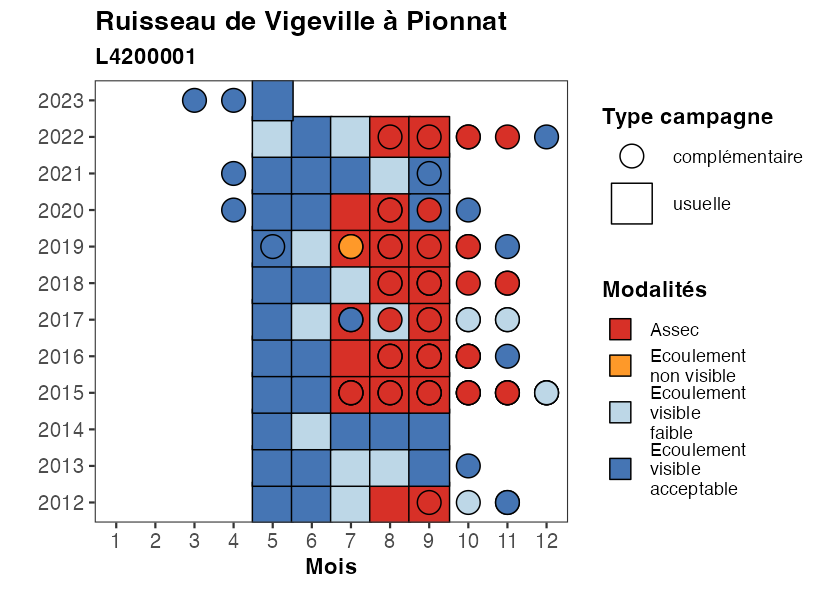 Ruisseau de Vigeville à Pionnat
L4200001
2023
2022
2021
2020
2019
2018
2017
2016
2015
2014
2013
2012
1 2 3 4 5 6 7 8 9 10 11 12
Mois
Type campagne
complémentaire
usuelle
Modalités
Assec
Ecoulement
non visible
Ecoulement
visible
faible
Ecoulement
visible
acceptable